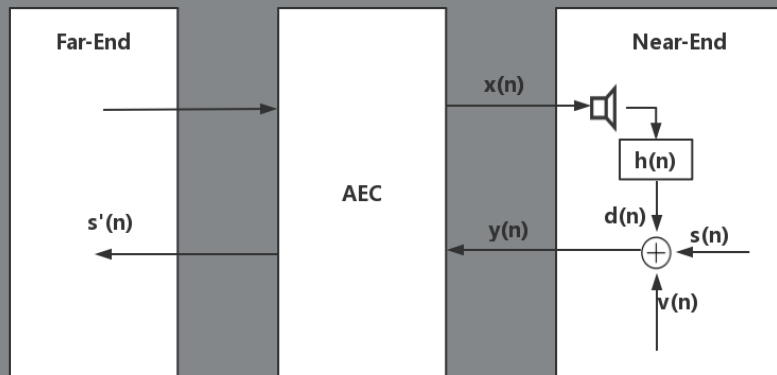 Far-End
Near-End
x(n)
h(n)
AEC
d(n)
s'(n)
y(n)
s(n)
v(n)